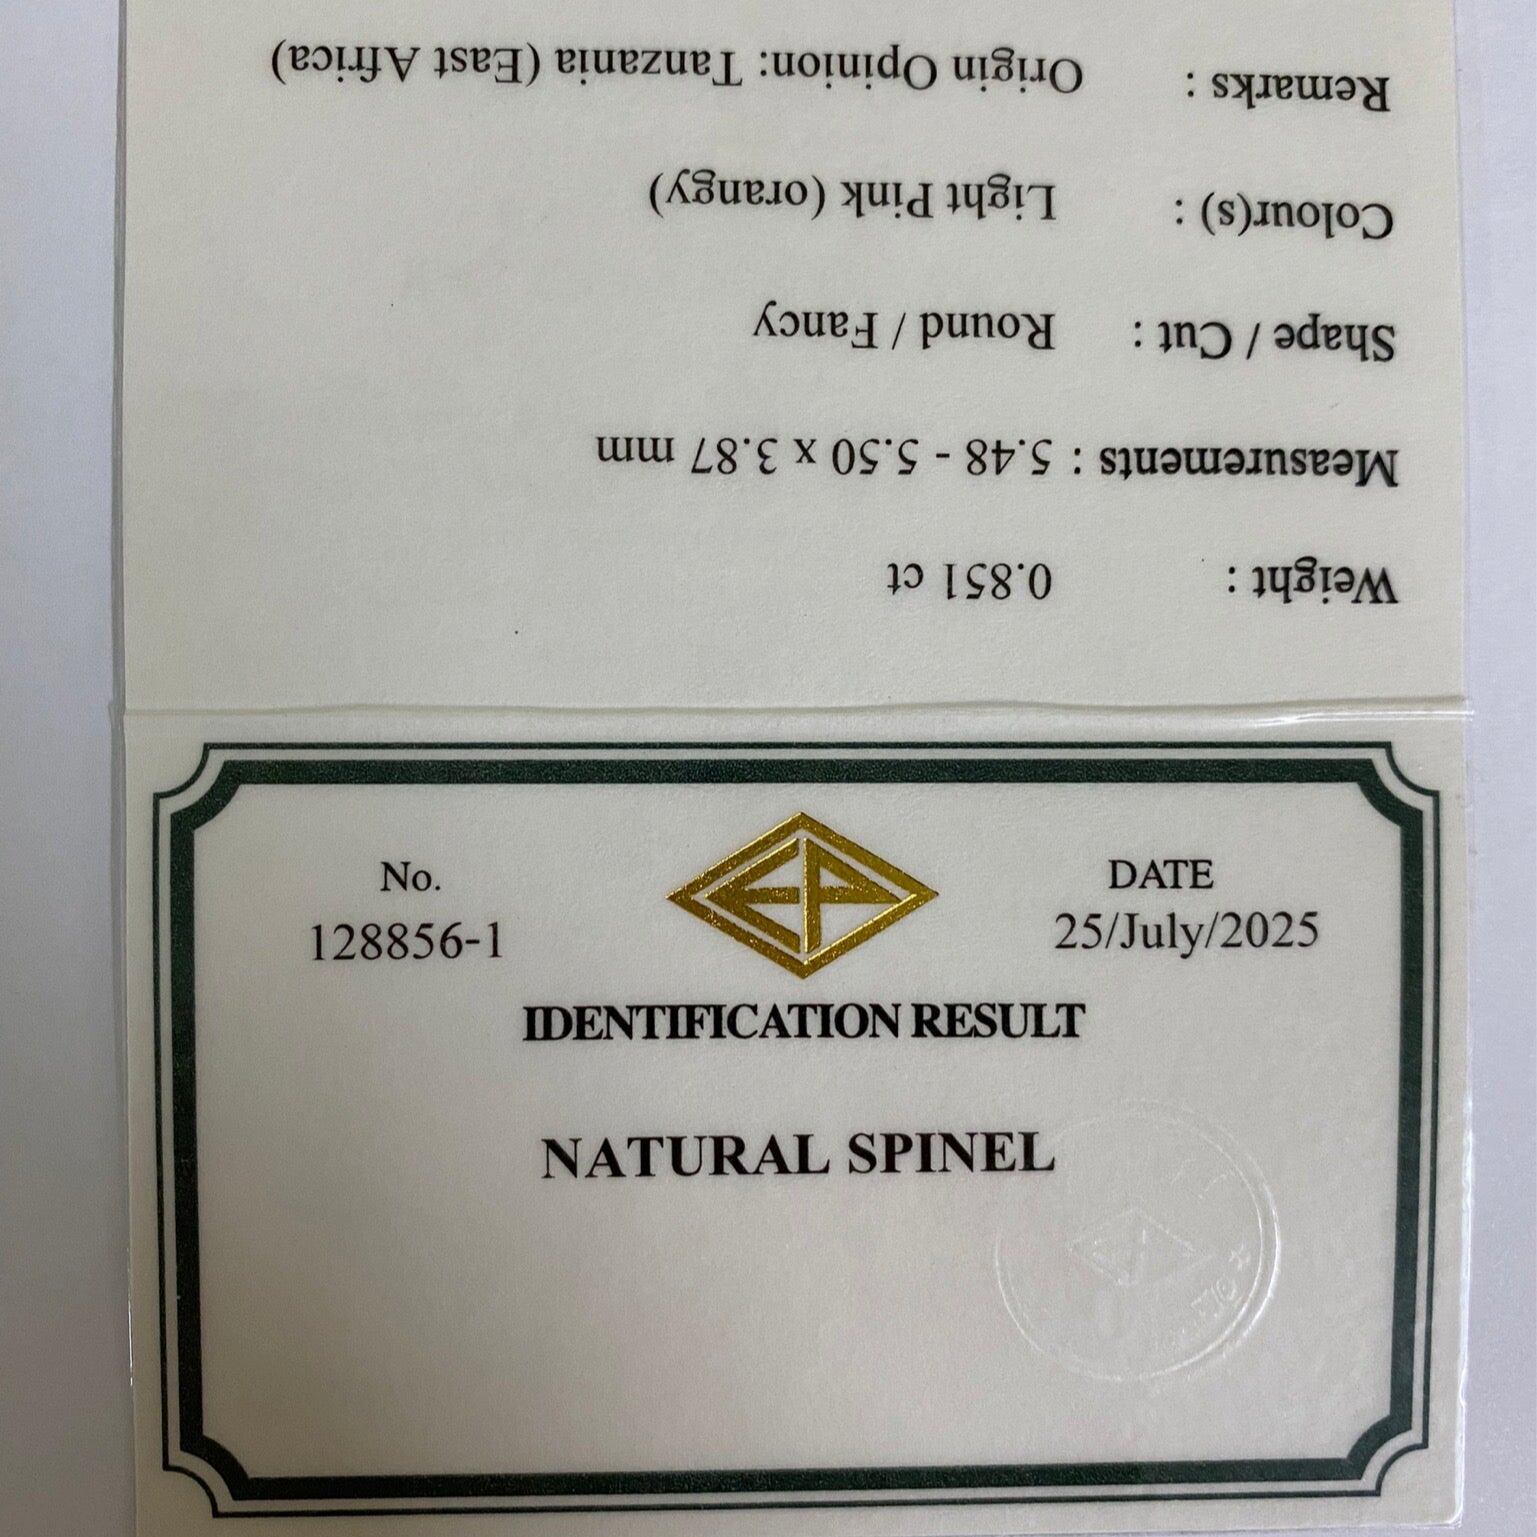 Weight : 0.851 ct
Measurements : 5.48 - 5.50 x 3.87 mm
Shape / Cut : Round / Fancy
Colour(s) : Light Pink (orangy)
Remarks : Origin Opinion: Tanzania (East Africa)
No.
128856-1
DATE
25/July/2025
IDENTIFICATION RESULT
NATURAL SPINEL